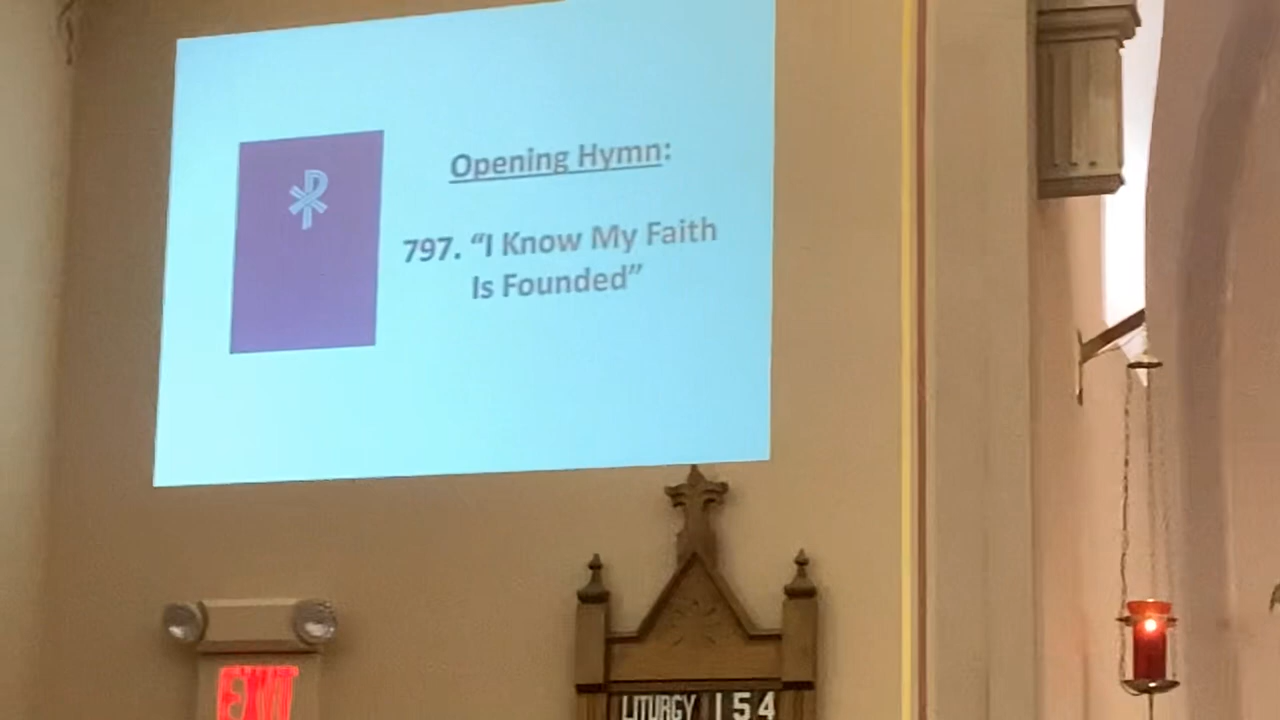 Opening Hymn:
797. “I Know My Faith
Is Founded”
EXIT
LITURGY 154